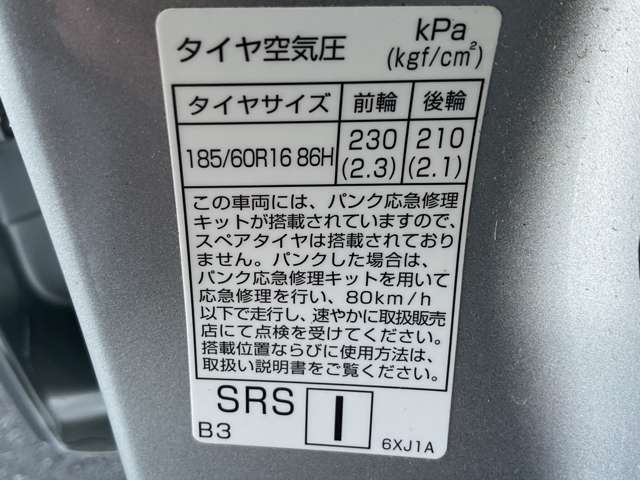 タイヤ空気圧 kPa
(kgf/cm²)
タイヤサイズ 前輪 後輪
185/60R16 86H 230 210
(2.3) (2.1)
この車両には、パンク応急修理
キットが搭載されていますので、
スペアタイヤは搭載されており
ません。パンクした場合は、
パンク応急修理キットを用いて
応急修理を行い、80km/h
以下で走行し、速やかに取扱販売
店にて点検を受けてください。
搭載位置ならびに使用方法は、
取扱い説明書をご覧ください。
SRS I
B3 6XJ1A